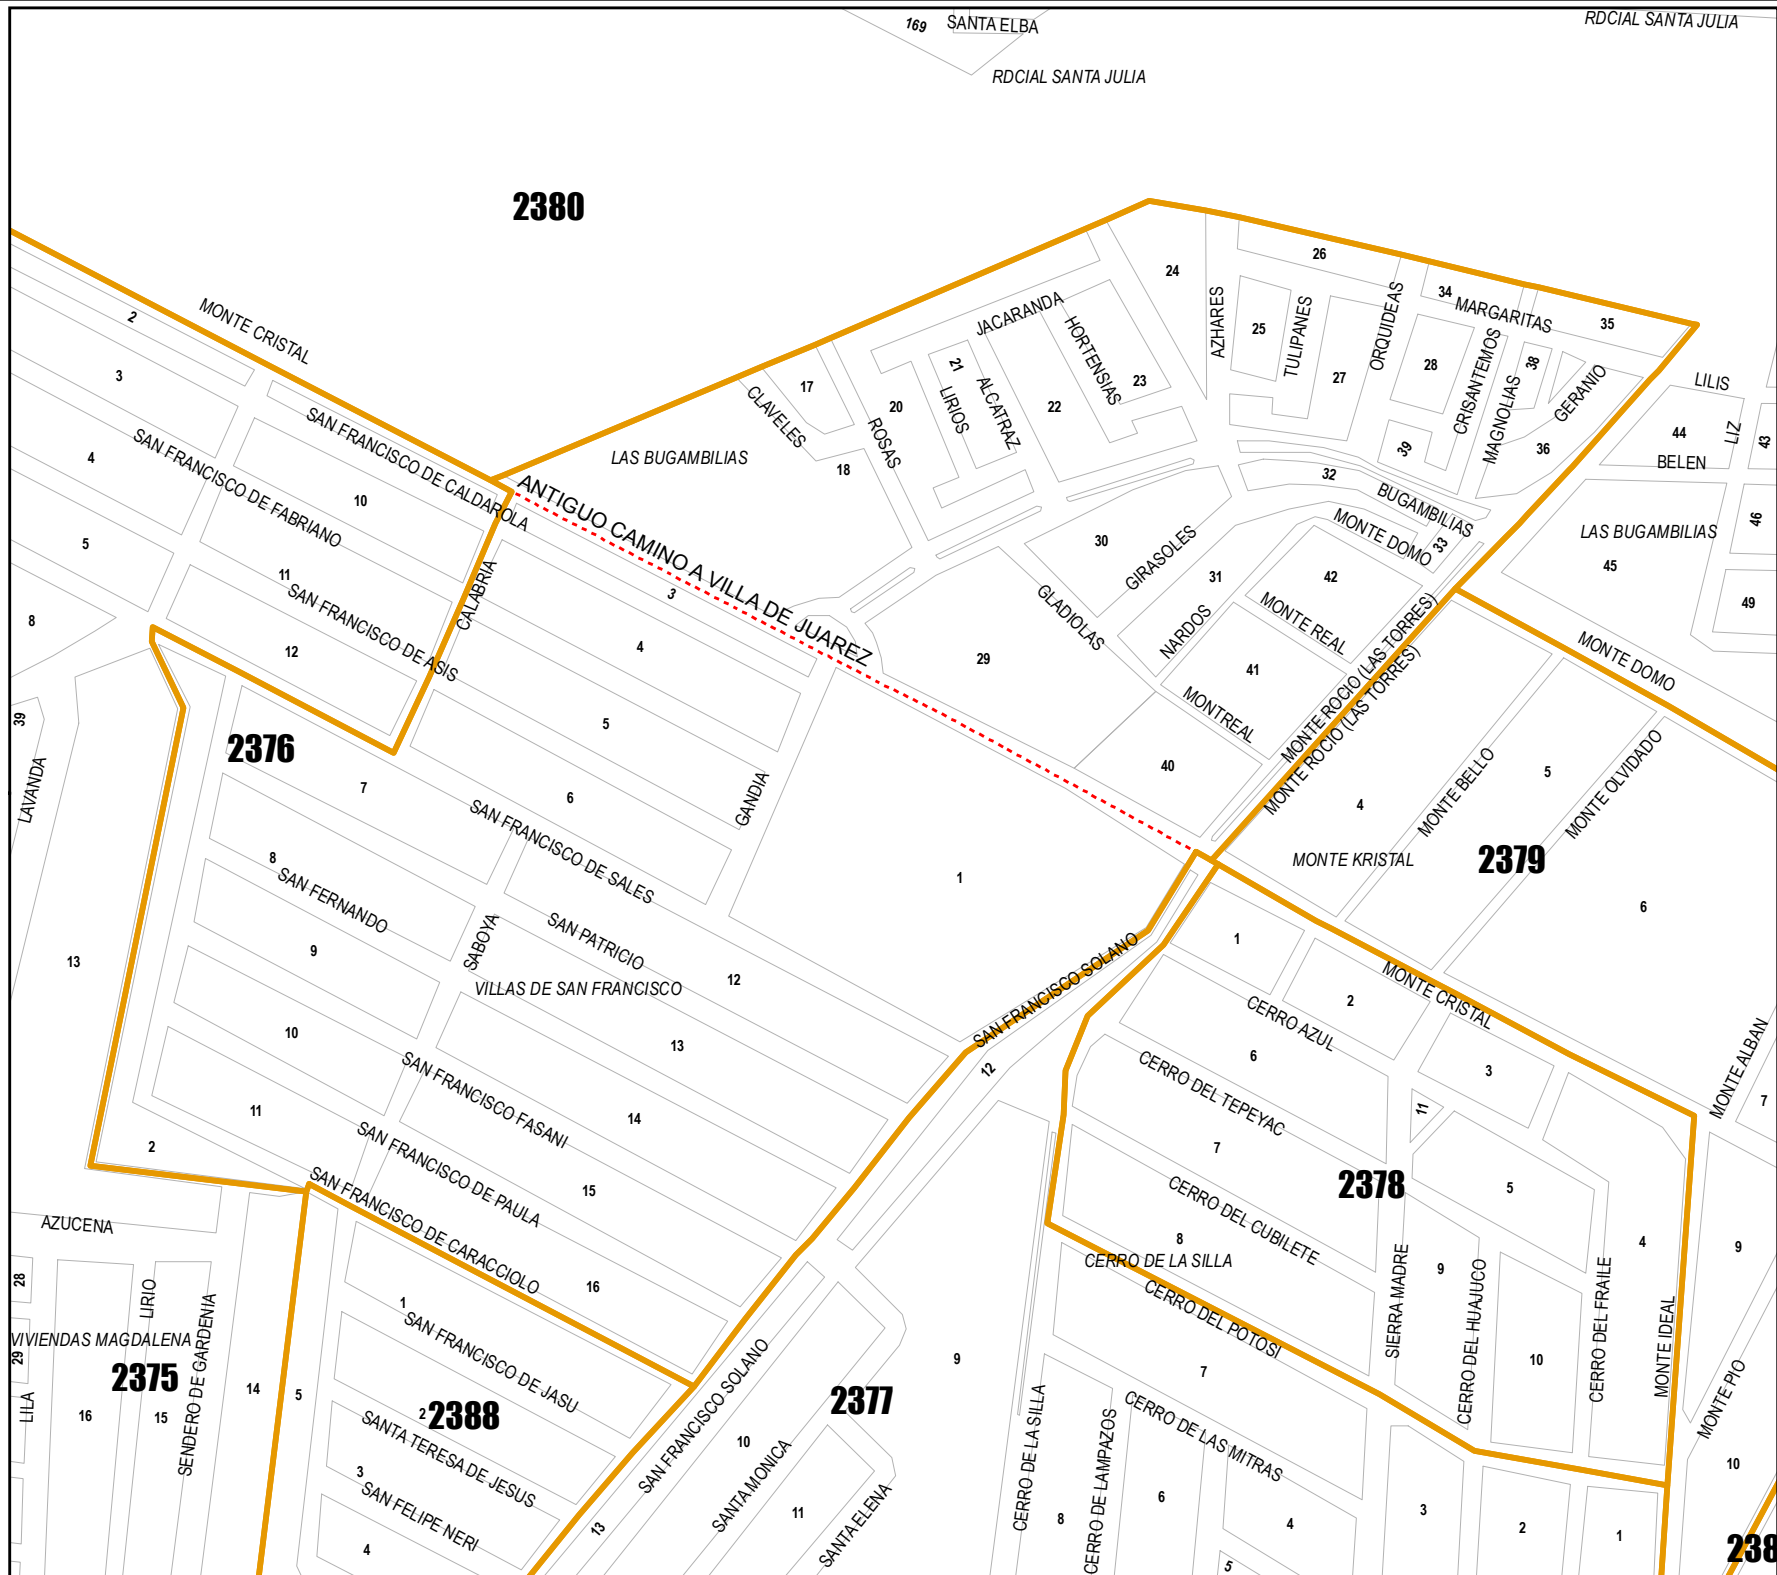 169
SANTA ELBA
RDCIAL SANTA JULIA
RDCIAL SANTA JULIA
2380
26
24
34
MARGARITAS
35
AZHARES
25
TULIPANES
ORQUIDEAS
27
28
CRISANTEMOS
38
MAGNOLIAS
GERANIO
39
36
2
MONTE CRISTAL
3
SAN FRANCISCO DE CALDAROLA
4
SAN FRANCISCO DE FABRIANO
10
5
11
SAN FRANCISCO DE ASIS
8
12
CALABRIA
JACARANDA
HORTENSIAS
21
LIRIOS
ALCATRAZ
22
23
17
20
CLAVELES
ROSAS
18
LAS BUGAMBILIAS
ANTIGUO CAMINO A VILLA DE JUAREZ
32
BUGAMBILIAS
MONTE DOMO
33
30
GIRASOLES
31
42
GLADIOLAS
NARDOS
MONTE REAL
41
29
MONTREAL
40
MONTE ROCIO (LAS TORRES)
MONTE ROCIO (LAS TORRES)
LILIS
44
LIZ
43
BELEN
46
LAS BUGAMBILIAS
45
49
MONTE DOMO
3
4
5
6
GANDIA
39
LAVANDA
2376
7
SAN FRANCISCO DE SALES
8
SAN FERNANDO
SABOYA
SAN PATRICIO
9
VILLAS DE SAN FRANCISCO
12
13
10
13
SAN FRANCISCO FASANI
14
11
SAN FRANCISCO DE PAULA
15
2
SAN FRANCISCO DE CARACCIOLO
16
1
SAN FRANCISCO SOLANO
12
4
MONTE BELLO
5
MONTE OLVIDADO
MONTE KRISTAL
2379
6
1
2
MONTE CRISTAL
CERRO AZUL
3
6
CERRO DEL TEPEYAC
11
MONTE ALBAN
7
7
2378
5
CERRO DEL CUBILETE
8
4
9
CERRO DE LA SILLA
SIERRA MADRE
9
CERRO DEL HUAJUCO
CERRO DEL FRAILE
MONTE IDEAL
CERRO DEL POTOSI
10
7
MONTE PIO
10
AZUCENA
28
LIRIO
SENDERO DE GARDENIA
VIVIENDAS MAGDALENA
29
2375
LILA
16
15
14
5
1
SAN FRANCISCO DE JASU
2
2388
SANTA TERESA DE JESUS
3
SAN FELIPE NERI
4
SAN FRANCISCO SOLANO
13
10
2377
9
SANTA MONICA
11
SANTA ELENA
CERRO DE LA SILLA
CERRO DE LAMPAZOS
CERRO DE LAS MITRAS
8
6
4
5
3
2
1
238